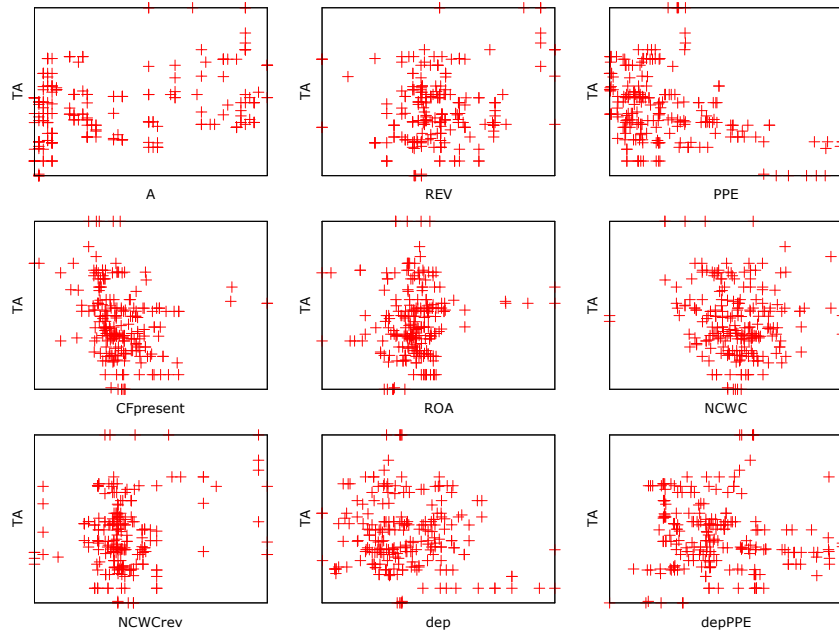 TA
A
TA
REV
TA
PPE
TA
CFpresent
TA
ROA
TA
NCWC
TA
NCWCrev
TA
dep
TA
depPPE